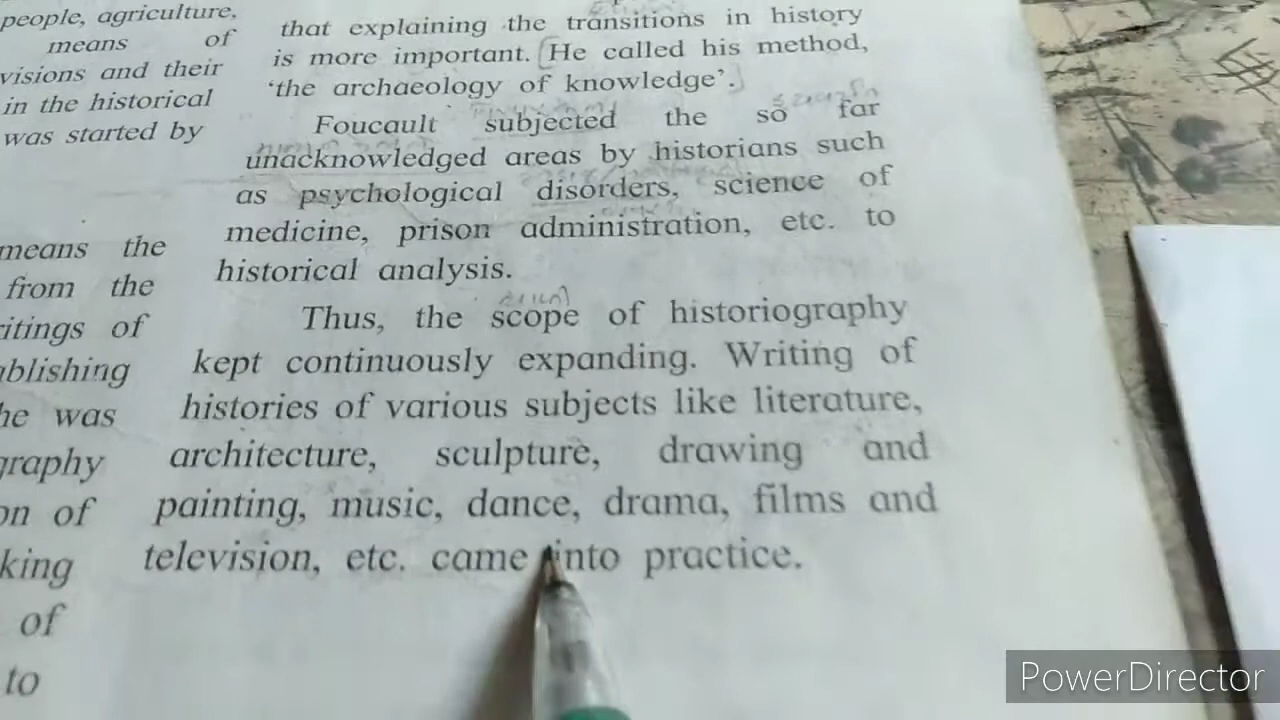 people, agriculture,
means of
visions and their
in the historical
was started by
means the
from the
of
he was
of
king
of
to
that explaining the transitions in history
is more important. He called his method,
‘the archaeology of knowledge’.
Foucault subjected the so far
unacknowledged areas by historians such
as psychological disorders, science of
medicine, prison administration, etc. to
historical analysis.
Thus, the scope of historiography
kept continuously expanding. Writing of
histories of various subjects like literature,
architecture, sculpture, drawing and
painting, music, dance, drama, films and
television, etc. came into practice.
PowerDirector